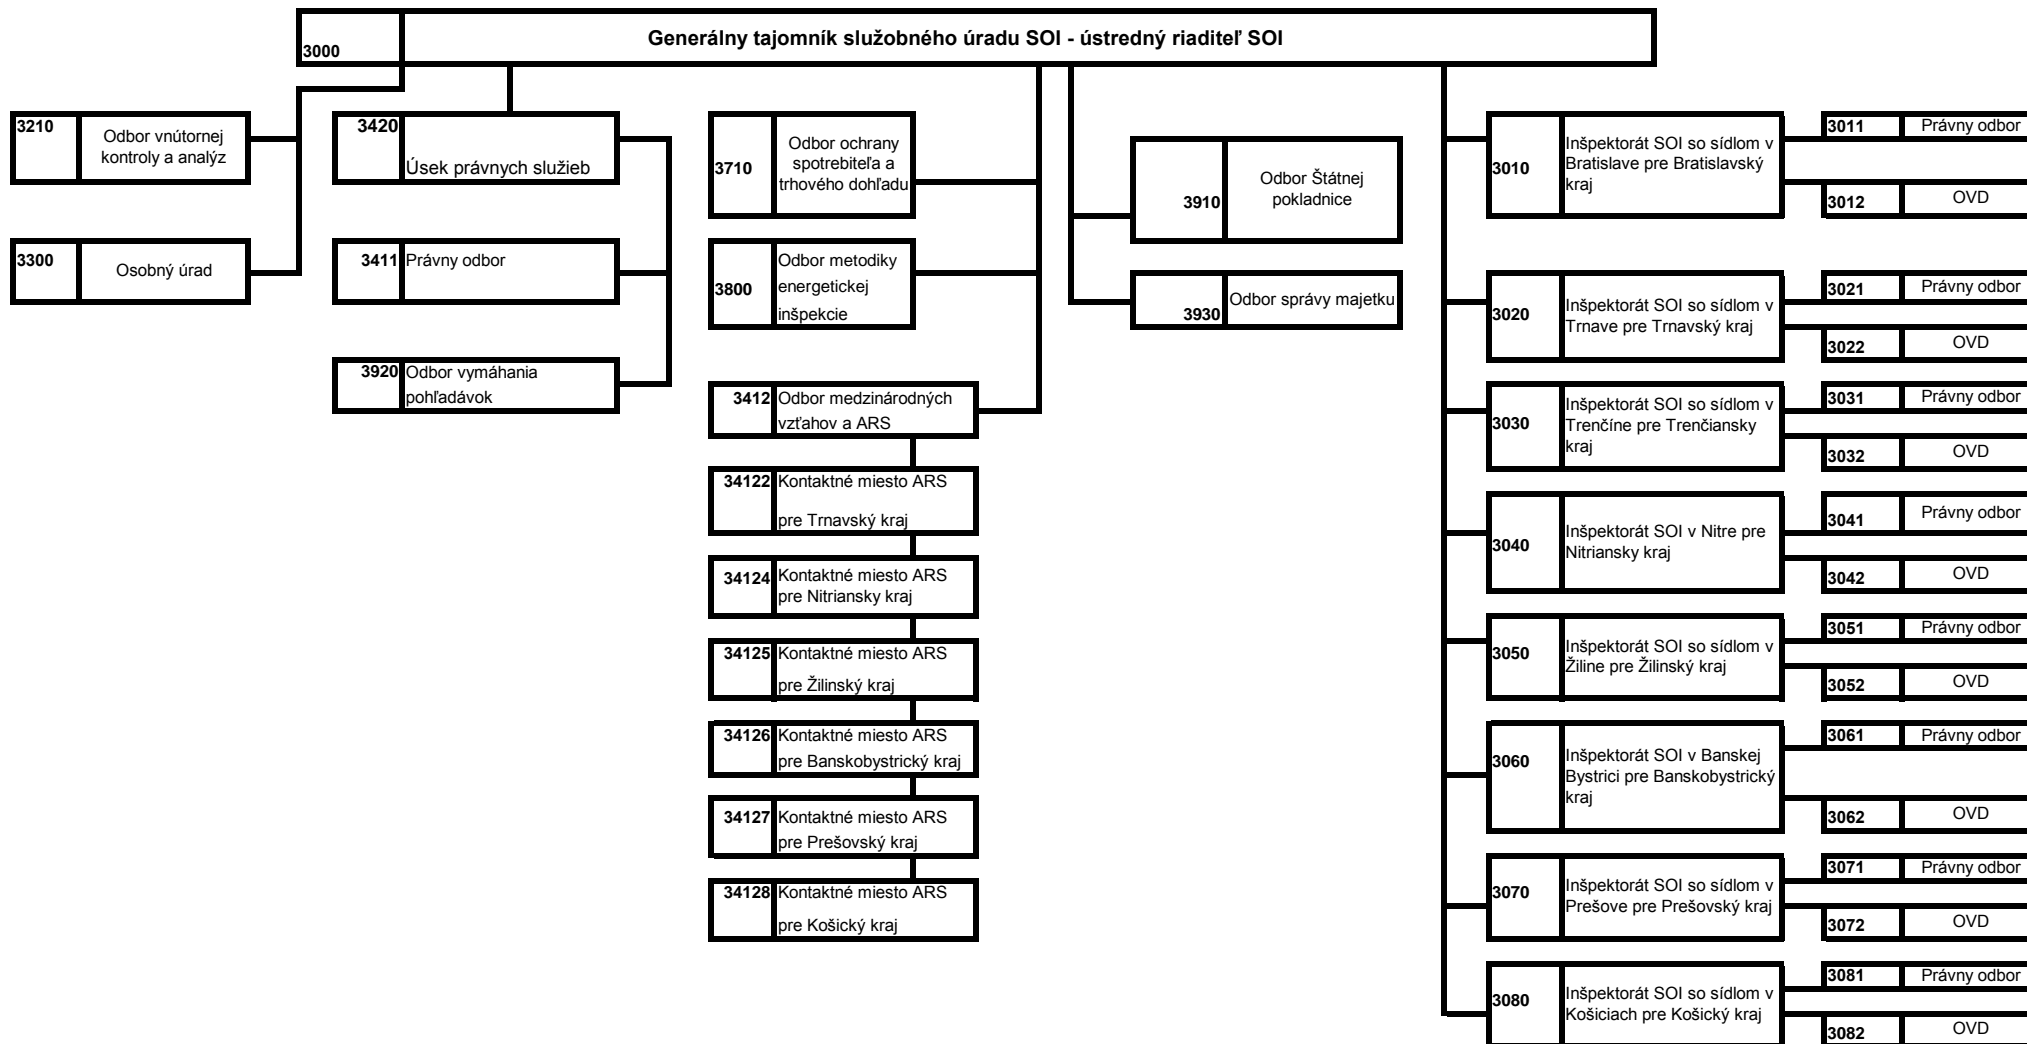 3000
Generálny tajomník služobného úradu SOI - ústredný riaditeľ SOI
3210
Odbor vnútornej
kontroly a analýz
3300
Osobný úrad
3420
Úsek právnych služieb
3411
Právny odbor
3920
Odbor vymáhania
pohľadávok
3710
Odbor ochrany
spotrebiteľa a
trhového dohľadu
3800
Odbor metodiky
energetickej
inšpekcie
3412
Odbor medzinárodných
vzťahov a ARS
34122
Kontaktné miesto ARS
pre Trnavský kraj
34124
Kontaktné miesto ARS
pre Nitriansky kraj
34125
Kontaktné miesto ARS
pre Žilinský kraj
34126
Kontaktné miesto ARS
pre Banskobystrický kraj
34127
Kontaktné miesto ARS
pre Prešovský kraj
34128
Kontaktné miesto ARS
pre Košický kraj
3910
Odbor Štátnej
pokladnice
3930
Odbor správy majetku
3010
Inšpektorát SOI so sídlom v
Bratislave pre Bratislavský
kraj
3011
Právny odbor
3012
OVD
3020
Inšpektorát SOI so sídlom v
Trnave pre Trnavský kraj
3021
Právny odbor
3022
OVD
3030
Inšpektorát SOI so sídlom v
Trenčíne pre Trenčiansky
kraj
3031
Právny odbor
3032
OVD
3040
Inšpektorát SOI v Nitre pre
Nitriansky kraj
3041
Právny odbor
3042
OVD
3050
Inšpektorát SOI so sídlom v
Žiline pre Žilinský kraj
3051
Právny odbor
3052
OVD
3060
Inšpektorát SOI v Banskej
Bystrici pre Banskobystrický
kraj
3061
Právny odbor
3062
OVD
3070
Inšpektorát SOI so sídlom v
Prešove pre Prešovský kraj
3071
Právny odbor
3072
OVD
3080
Inšpektorát SOI so sídlom v
Košiciach pre Košický kraj
3081
Právny odbor
3082
OVD